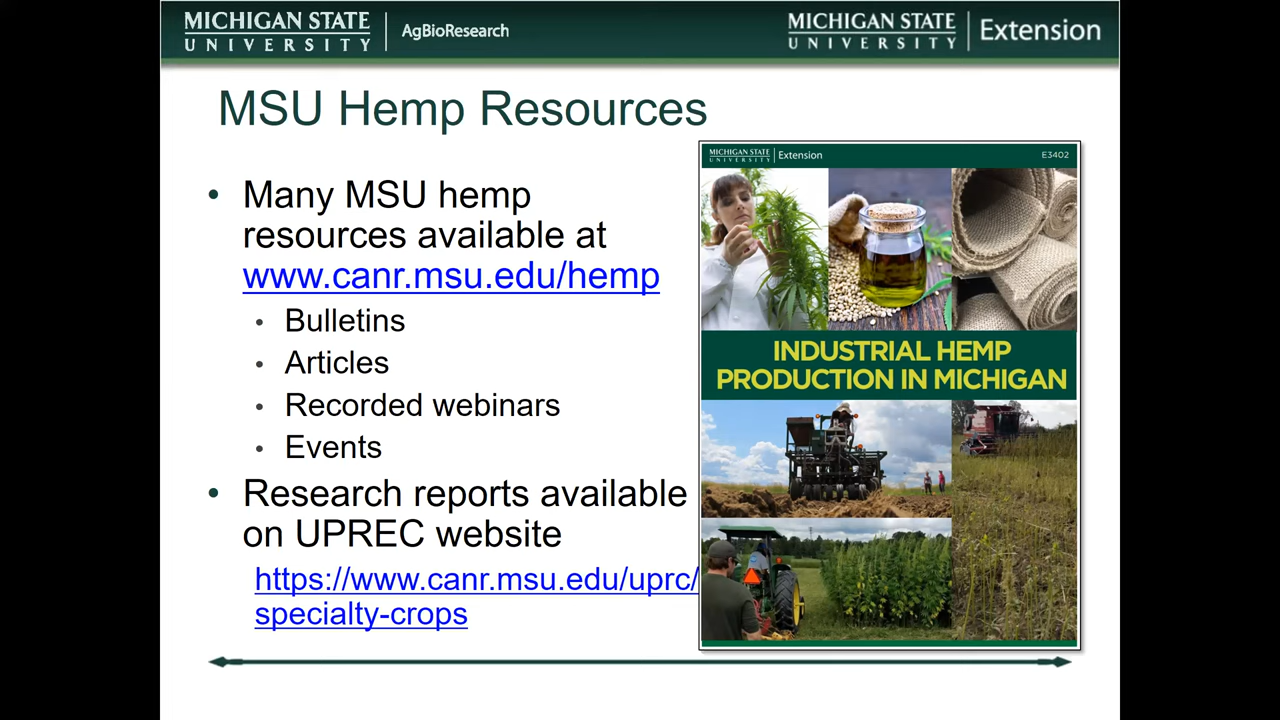 MICHIGAN STATE
UNIVERSITY
AgBioResearch
MICHIGAN STATE
UNIVERSITY
Extension
MSU Hemp Resources
• Many MSU hemp
resources available at
www.canr.msu.edu/hemp
• Bulletins
• Articles
• Recorded webinars
• Events
• Research reports available
on UPREC website
https://www.canr.msu.edu/uprc/
specialty-crops
MICHIGAN STATE
UNIVERSITY
Extension
E3402
INDUSTRIAL HEMP
PRODUCTION IN MICHIGAN